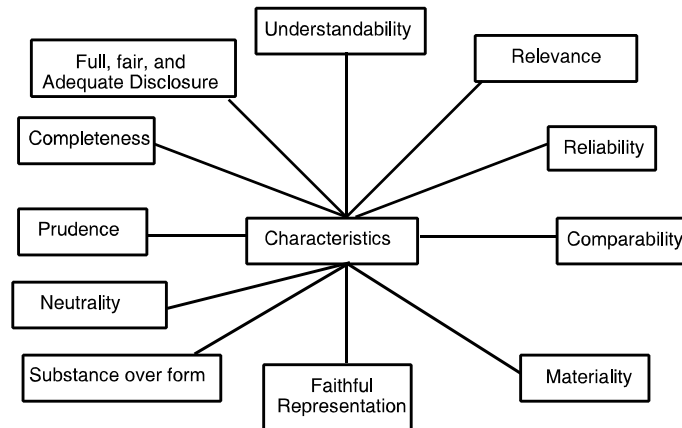 Understandability
Full, fair, and
Adequate Disclosure
Relevance
Completeness
Reliability
Prudence
Characteristics
Comparability
Neutrality
Substance over form
Faithful
Representation
Materiality